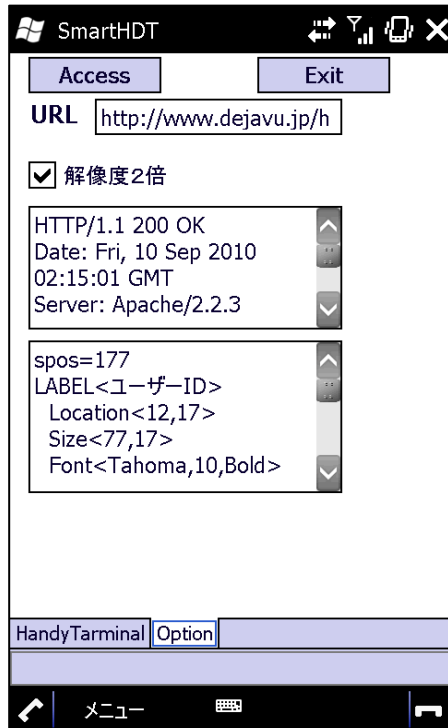 SmartHDT
Access Exit
URL http://www.dejavu.jp/h
解像度2倍
HTTP/1.1 200 OK
Date: Fri, 10 Sep 2010
02:15:01 GMT
Server: Apache/2.2.3
spos=177
LABEL<ユーザーID>
Location<12,17>
Size<77,17>
Font<Tahoma,10,Bold>
HandyTarminal Option
メニュー